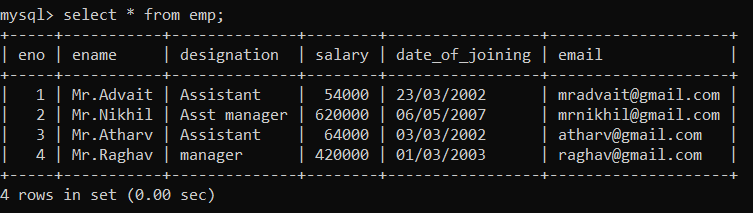 mysql> select * from emp;
+-----+-----------+--------------+--------+-----------------+---------------------+
| eno | ename     | designation  | salary | date_of_joining | email               |
+-----+-----------+--------------+--------+-----------------+---------------------+
|   1 | Mr.Advait | Assistant    |  54000 | 23/03/2002      | mradvait@gmail.com |
|   2 | Mr.Nikhil | Asst manager | 620000 | 06/05/2007      | mrnikhil@gmail.com |
|   3 | Mr.Atharv | Assistant    |  64000 | 03/03/2002      | atharv@gmail.com   |
|   4 | Mr.Raghav | manager      | 420000 | 01/03/2003      | raghav@gmail.com   |
+-----+-----------+--------------+--------+-----------------+---------------------+
4 rows in set (0.00 sec)